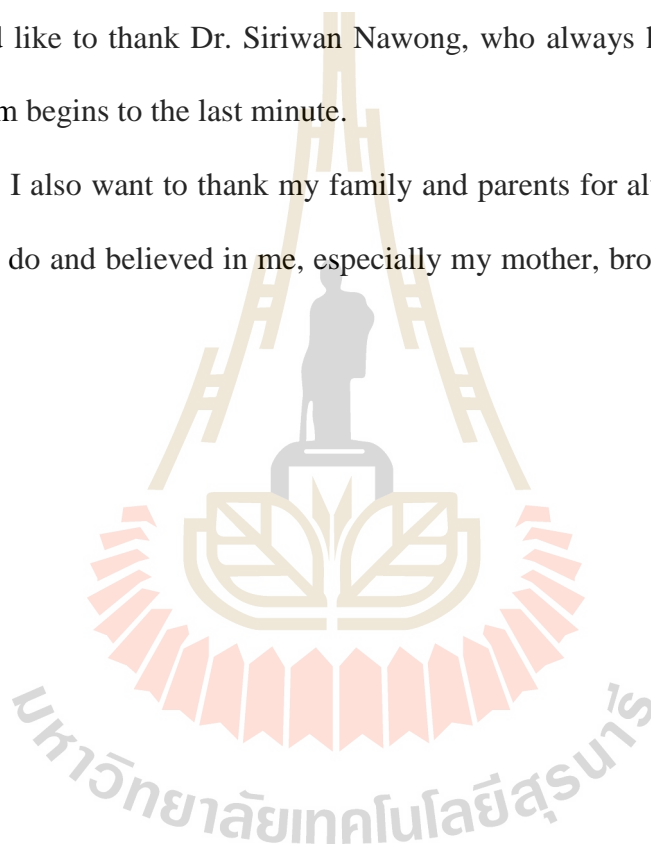 like to thank Dr. Siriwan Nawong, who always
begins to the last minute.
I also want to thank my family and parents for
do and believed in me, especially my mother, bro
มหาวิทยาลัยเทคโนโลยีสุรนารี